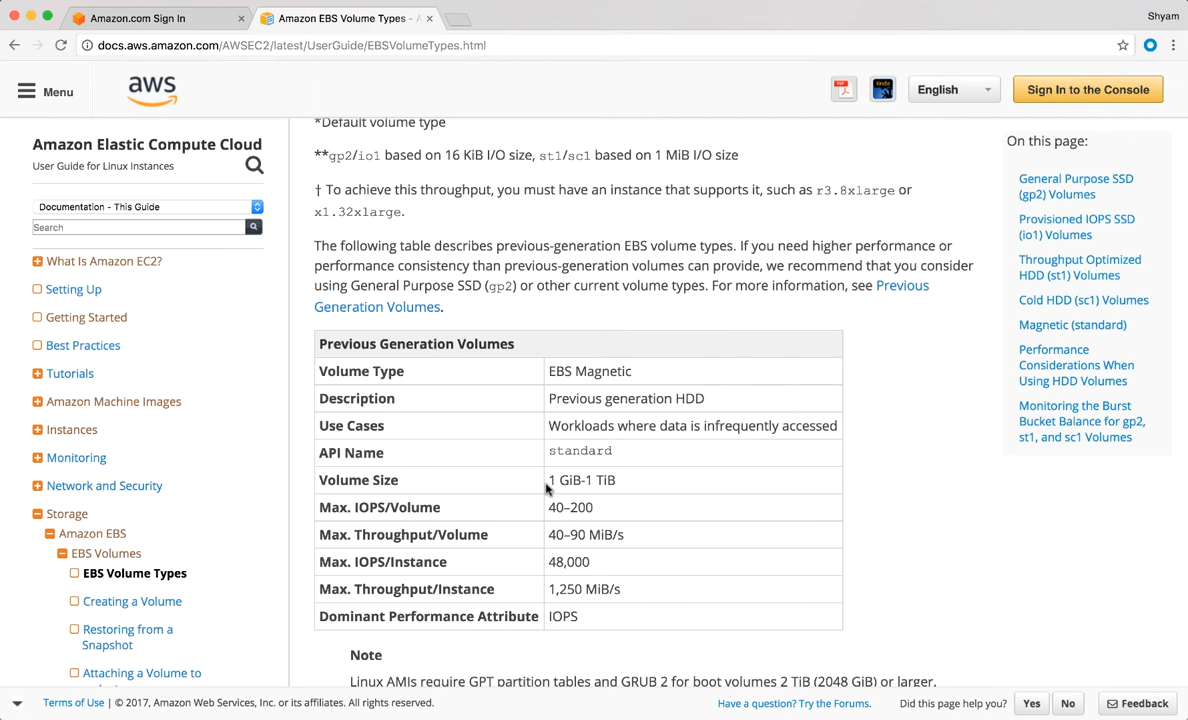 Amazon.com Sign In
Amazon EBS Volume Types -
Shyam
docs.aws.amazon.com/AWSEC2/latest/UserGuide/EBSVolumeTypes.html
Menu
aws
PDF
kindle
English
Sign In to the Console
Amazon Elastic Compute Cloud
User Guide for Linux Instances
Documentation - This Guide
Search
What Is Amazon EC2?
Setting Up
Getting Started
Best Practices
Tutorials
Amazon Machine Images
Instances
Monitoring
Network and Security
Storage
Amazon EBS
EBS Volumes
EBS Volume Types
Creating a Volume
Restoring from a
Snapshot
Attaching a Volume to
*Default volume type
**gp2/io1 based on 16 KiB I/O size, st1/sc1 based on 1 MiB I/O size
† To achieve this throughput, you must have an instance that supports it, such as r3.8xlarge or
x1.32xlarge.
The following table describes previous-generation EBS volume types. If you need higher performance or
performance consistency than previous-generation volumes can provide, we recommend that you consider
using General Purpose SSD (gp2) or other current volume types. For more information, see Previous
Generation Volumes.
Previous Generation Volumes
Volume Type EBS Magnetic
Description Previous generation HDD
Use Cases Workloads where data is infrequently accessed
API Name standard
Volume Size 1 GiB-1 TiB
Max. IOPS/Volume 40–200
Max. Throughput/Volume 40–90 MiB/s
Max. IOPS/Instance 48,000
Max. Throughput/Instance 1,250 MiB/s
Dominant Performance Attribute IOPS
Note
Linux AMIs require GPT partition tables and GRUB 2 for boot volumes 2 TiB (2048 GiB) or larger.
On this page:
General Purpose SSD
(gp2) Volumes
Provisioned IOPS SSD
(io1) Volumes
Throughput Optimized
HDD (st1) Volumes
Cold HDD (sc1) Volumes
Magnetic (standard)
Performance
Considerations When
Using HDD Volumes
Monitoring the Burst
Bucket Balance for gp2,
st1, and sc1 Volumes
Terms of Use | © 2017, Amazon Web Services, Inc. or its affiliates. All rights reserved.
Have a question? Try the Forums.
Did this page help you?
Yes
No
Feedback